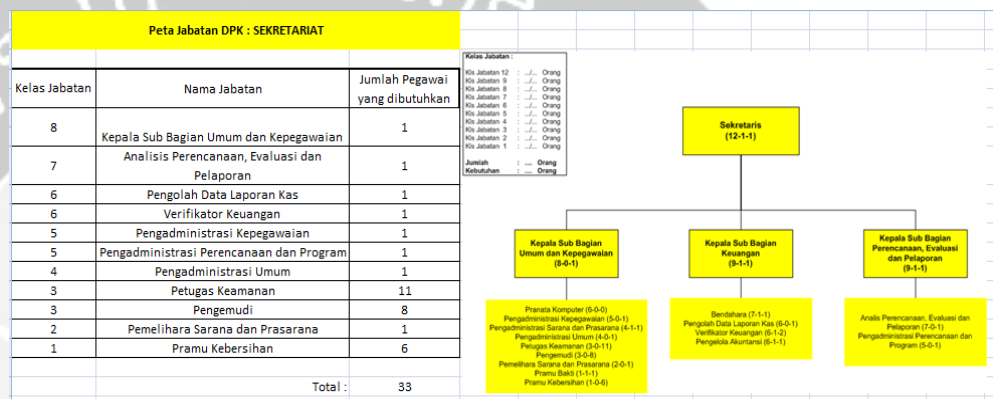 Peta Jabatan DPK : SEKRETARIAT
Kelas Jabatan Nama Jabatan Jumlah Pegawai
yang dibutuhkan
8 Kepala Sub Bagian Umum dan Kepegawaian 1
7 Analisis Perencanaan, Evaluasi dan
Pelaporan 1
6 Pengolah Data Laporan Kas 1
6 Verifikator Keuangan 1
5 Pengadministrasi Kepegawaian 1
5 Pengadministrasi Perencanaan dan Program 1
4 Pengadministrasi Umum 1
3 Petugas Keamanan 11
3 Pengemudi 8
2 Pemelihara Sarana dan Prasarana 1
1 Pramu Kebersihan 6
Total : 33
Kelas Jabatan :
Kls Jabatan 12 : .../... Orang
Kls Jabatan 9 : .../... Orang
Kls Jabatan 8 : .../... Orang
Kls Jabatan 7 : .../... Orang
Kls Jabatan 6 : .../... Orang
Kls Jabatan 5 : .../... Orang
Kls Jabatan 4 : .../... Orang
Kls Jabatan 3 : .../... Orang
Kls Jabatan 2 : .../... Orang
Kls Jabatan 1 : .../... Orang
Jumlah : .... Orang
Kebutuhan : .... Orang
Sekretaris
(12-1-1)
Kepala Sub Bagian
Umum dan Kepegawaian
(8-0-1)
Pranata Komputer (6-0-0)
Pengadministrasi Kepegawaian (5-0-1)
Pengadministrasi Sarana dan Prasarana (4-1-1)
Pengadministrasi Umum (4-0-1)
Petugas Keamanan (3-0-11)
Pengemudi (3-0-8)
Pemelihara Sarana dan Prasarana (2-0-1)
Pramu Bakti (1-1-1)
Pramu Kebersihan (1-0-6)
Kepala Sub Bagian
Keuangan
(9-1-1)
Bendahara (7-1-1)
Pengolah Data Laporan Kas (6-0-1)
Verifikator Keuangan (6-1-2)
Pengelola Akuntansi (6-1-1)
Kepala Sub Bagian
Perencanaan, Evaluasi
dan Pelaporan
(9-1-1)
Analis Perencanaan, Evaluasi dan
Pelaporan (7-0-1)
Pengadministrasi Perencanaan dan
Program (5-0-1)